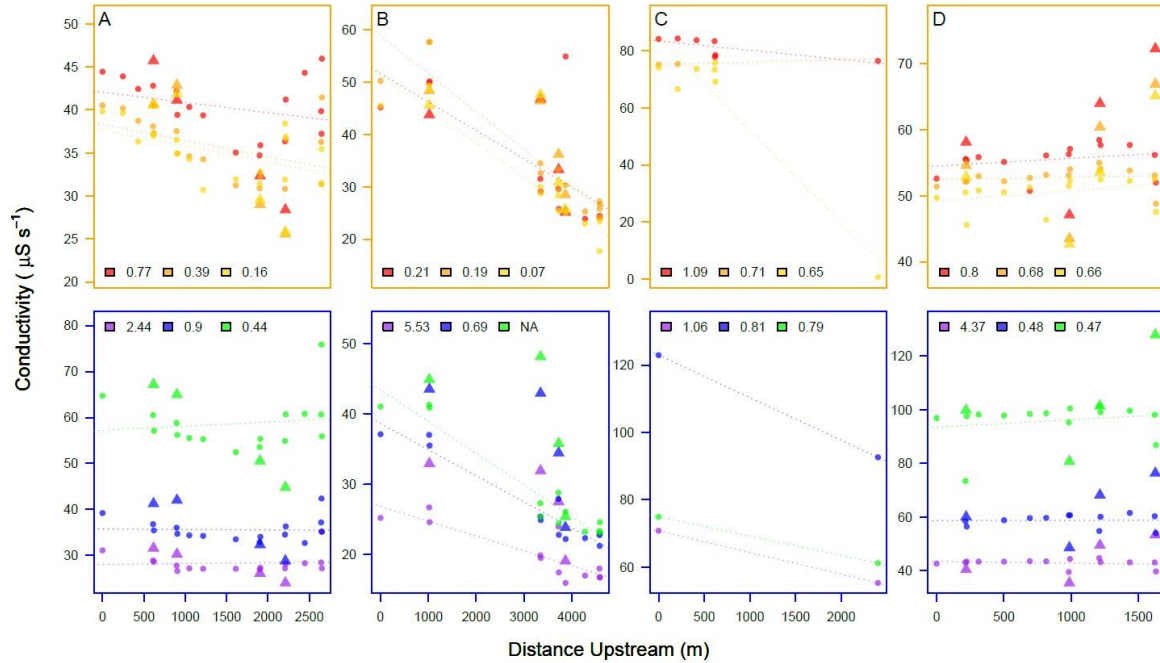 A
B
C
D
50
45
40
35
30
25
20
0.77 0.39 0.16
60
50
40
30
20
0.21 0.19 0.07
80
60
40
20
0
1.09 0.71 0.65
70
60
50
40
0.8 0.68 0.66
Conductivity ( μS s⁻¹)
80
70
60
50
40
30
2.44 0.9 0.44
0 500 1000 1500 2000 2500
50
40
30
20
5.53 0.69 NA
0 1000 2000 3000 4000
120
100
80
60
1.06 0.81 0.79
0 500 1000 1500 2000
120
100
80
60
40
4.37 0.48 0.47
0 500 1000 1500
Distance Upstream (m)